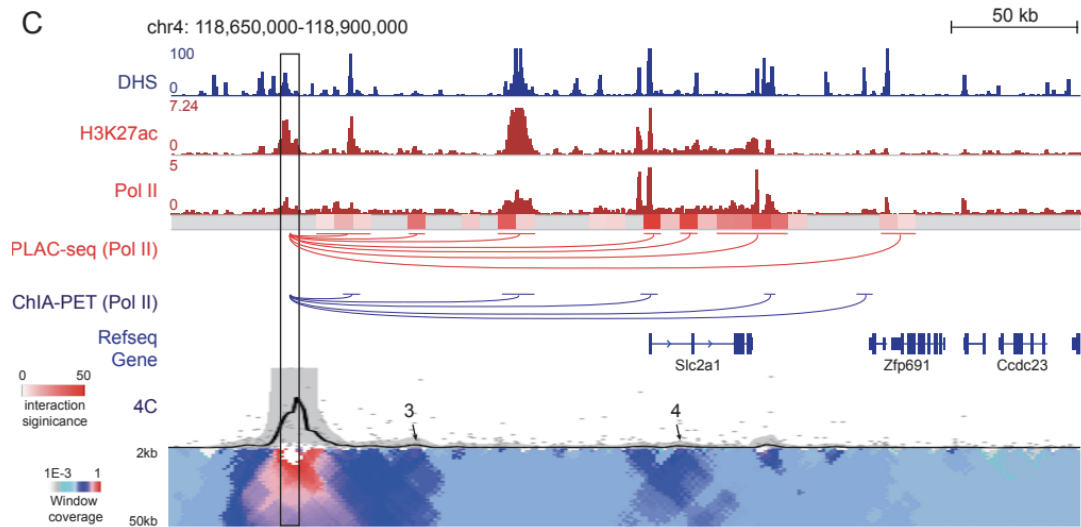 C
chr4: 118,650,000-118,900,000
50 kb
100
DHS
0
7.24
H3K27ac
0
5
Pol II
0
PLAC-seq (Pol II)
ChIA-PET (Pol II)
Refseq
Gene
Slc2a1
Zfp691
Ccdc23
0
50
interaction
siginicance
4C
3
4
2kb
1E-3
1
Window
coverage
50kb